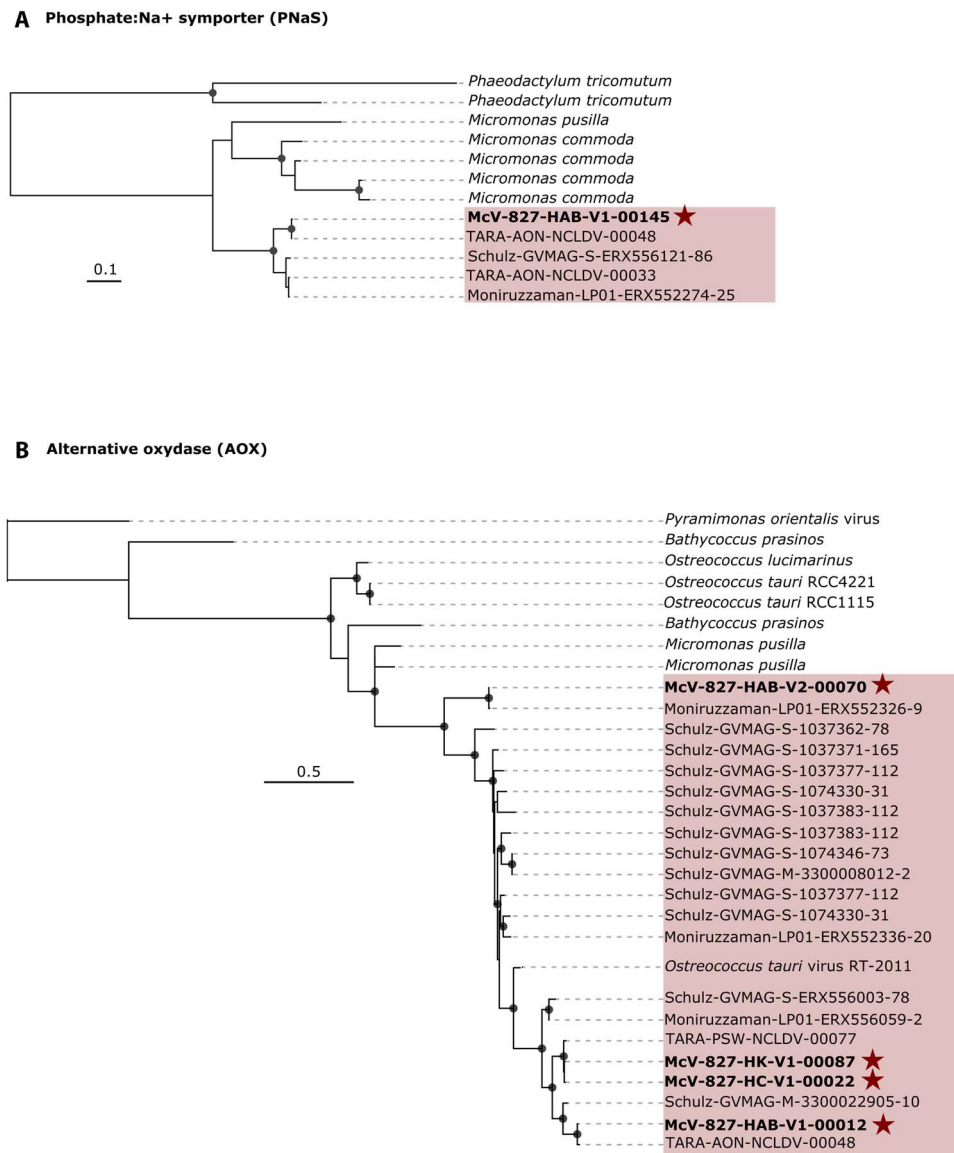 A Phosphate:Na+ symporter (PNaS)
Phaeodactylum tricomutum
Phaeodactylum tricomutum
Micromonas pusilla
Micromonas commoda
Micromonas commoda
Micromonas commoda
Micromonas commoda
McV-827-HAB-V1-00145
TARA-AON-NCLDV-00048
Schulz-GVMAG-S-ERX556121-86
TARA-AON-NCLDV-00033
Moniruzzaman-LP01-ERX552274-25
0.1
B Alternative oxydase (AOX)
Pyramimonas orientalis virus
Bathycoccus prasinos
Ostreococcus lucimarinus
Ostreococcus tauri RCC4221
Ostreococcus tauri RCC1115
Bathycoccus prasinos
Micromonas pusilla
Micromonas pusilla
McV-827-HAB-V2-00070
Moniruzzaman-LP01-ERX552326-9
Schulz-GVMAG-S-1037362-78
Schulz-GVMAG-S-1037371-165
Schulz-GVMAG-S-1037377-112
Schulz-GVMAG-S-1074330-31
Schulz-GVMAG-S-1037383-112
Schulz-GVMAG-S-1037383-112
Schulz-GVMAG-S-1074346-73
Schulz-GVMAG-M-3300008012-2
Schulz-GVMAG-S-1037377-112
Schulz-GVMAG-S-1074330-31
Moniruzzaman-LP01-ERX552336-20
Ostreococcus tauri virus RT-2011
Schulz-GVMAG-S-ERX556003-78
Moniruzzaman-LP01-ERX556059-2
TARA-PSW-NCLDV-00077
McV-827-HK-V1-00087
McV-827-HC-V1-00022
Schulz-GVMAG-M-3300022905-10
McV-827-HAB-V1-00012
TARA-AON-NCLDV-00048
0.5